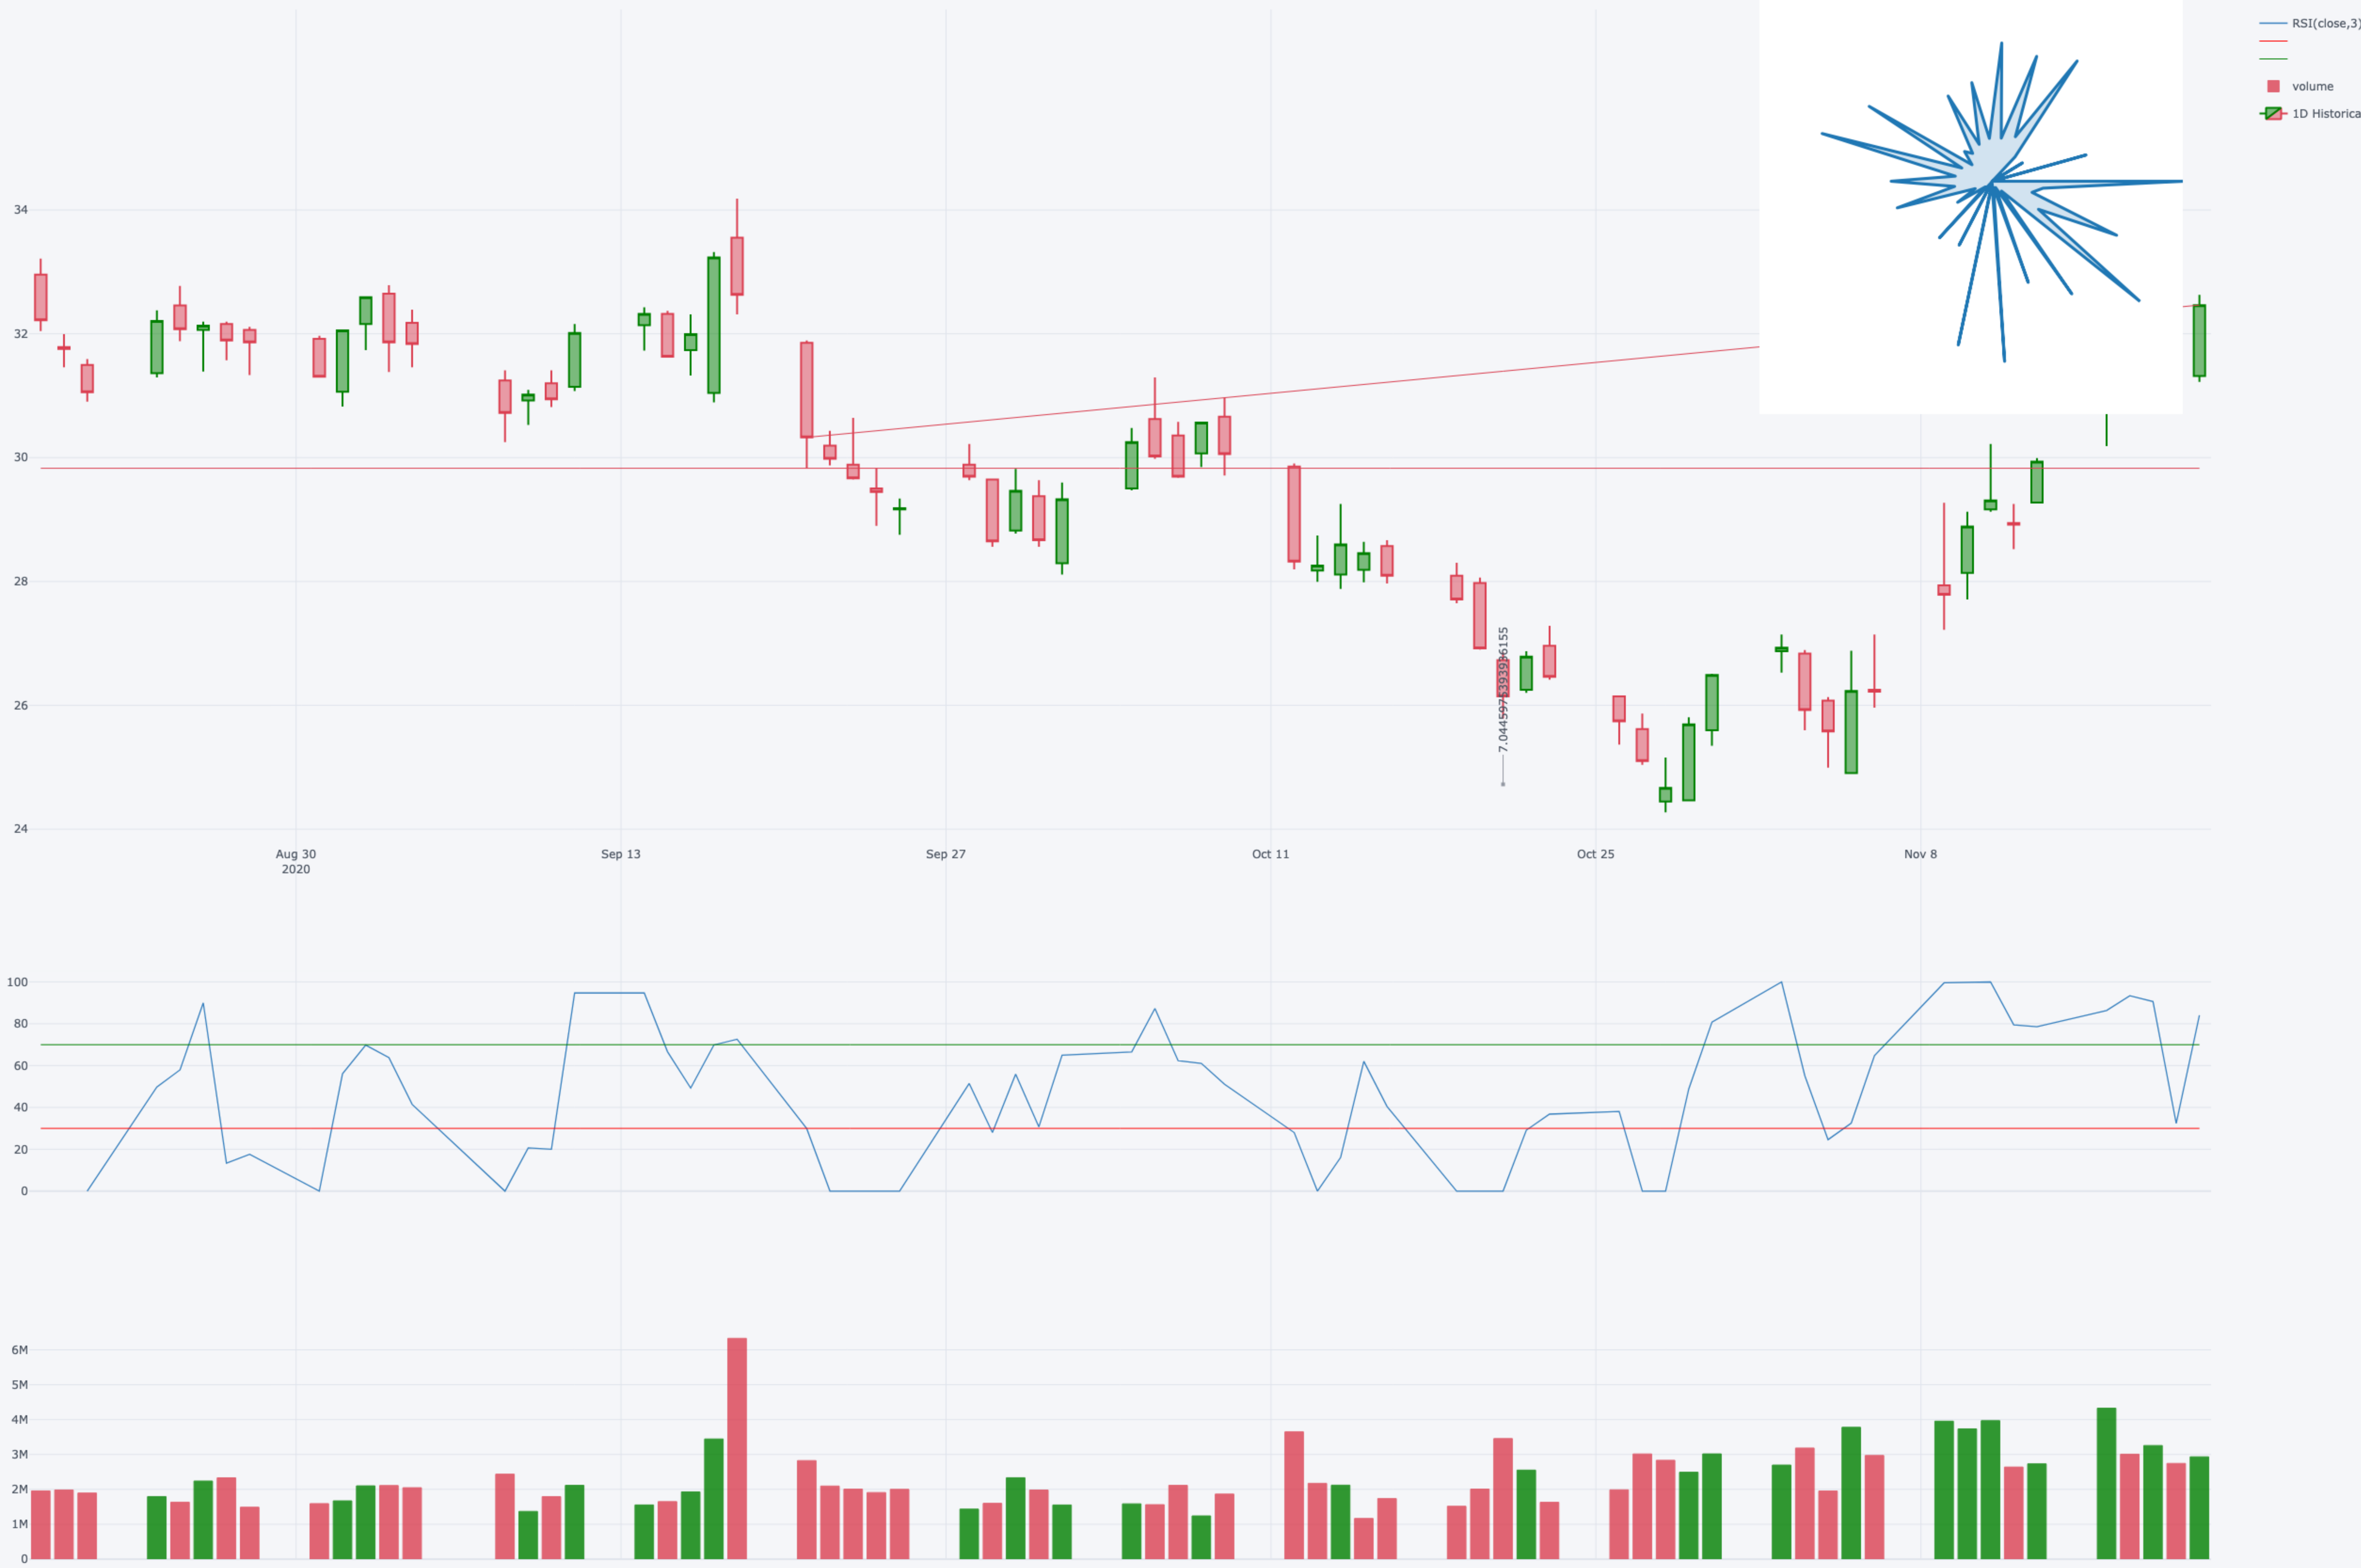 RSI(close,3)
volume
1D Historica
34
32
30
28
26
24
7.044597539393936155
Aug 30
2020
Sep 13
Sep 27
Oct 11
Oct 25
Nov 8
100
80
60
40
20
0
6M
5M
4M
3M
2M
1M
0